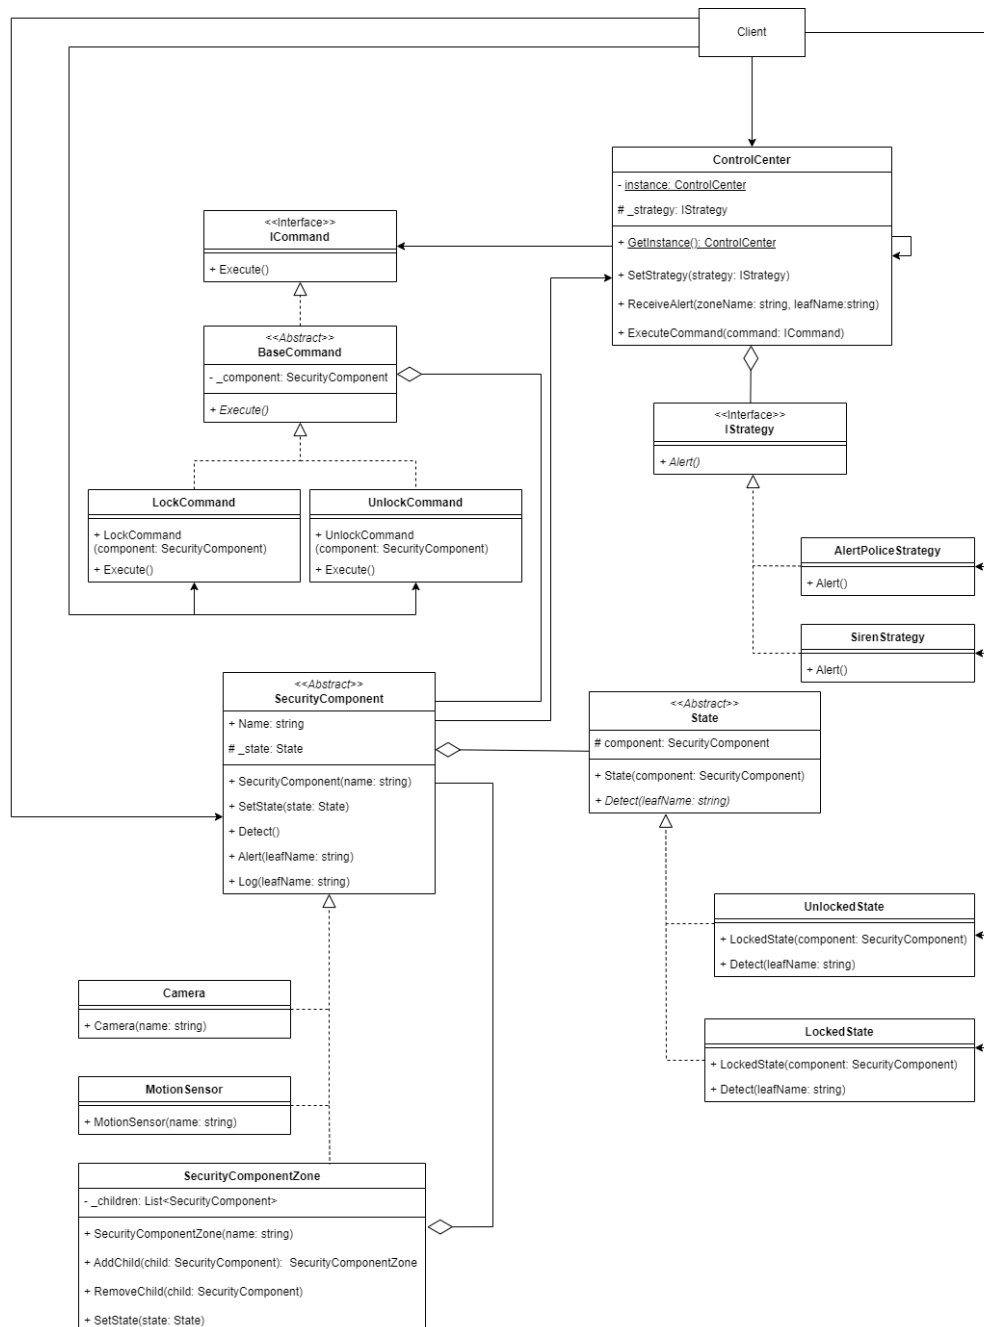 Client
ControlCenter
- instance: ControlCenter
# _strategy: IStrategy
+ GetInstance(): ControlCenter
+ SetStrategy(strategy: IStrategy)
+ ReceiveAlert(zoneName: string, leafName:string)
+ ExecuteCommand(command: ICommand)
<<Interface>>
ICommand
+ Execute()
<<Abstract>>
BaseCommand
- _component: SecurityComponent
+ Execute()
<<Interface>>
IStrategy
+ Alert()
LockCommand
+ LockCommand
(component: SecurityComponent)
+ Execute()
UnlockCommand
+ UnlockCommand
(component: SecurityComponent)
+ Execute()
AlertPoliceStrategy
+ Alert()
SirenStrategy
+ Alert()
<<Abstract>>
SecurityComponent
+ Name: string
# _state: State
+ SecurityComponent(name: string)
+ SetState(state: State)
+ Detect()
+ Alert(leafName: string)
+ Log(leafName: string)
<<Abstract>>
State
# component: SecurityComponent
+ State(component: SecurityComponent)
+ Detect(leafName: string)
UnlockedState
+ LockedState(component: SecurityComponent)
+ Detect(leafName: string)
LockedState
+ LockedState(component: SecurityComponent)
+ Detect(leafName: string)
Camera
+ Camera(name: string)
MotionSensor
+ MotionSensor(name: string)
SecurityComponentZone
- _children: List<SecurityComponent>
+ SecurityComponentZone(name: string)
+ AddChild(child: SecurityComponent): SecurityComponentZone
+ RemoveChild(child: SecurityComponent)
+ SetState(state: State)